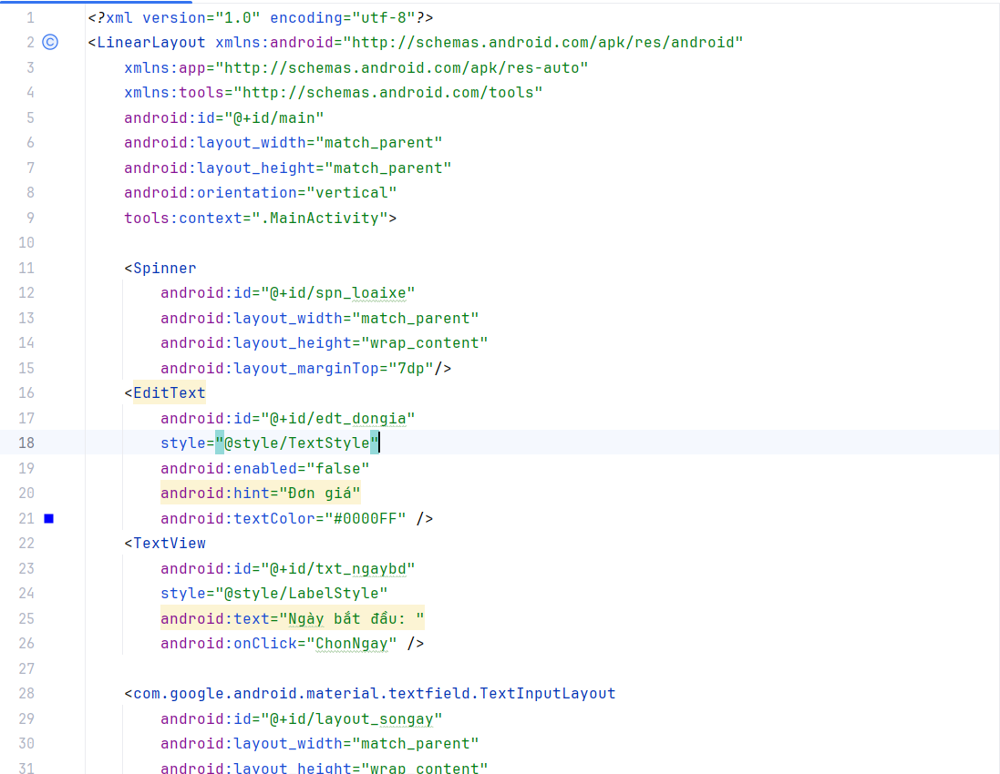 1 <?xml version="1.0" encoding="utf-8"?>
2 <LinearLayout xmlns:android="http://schemas.android.com/apk/res/android"
3 xmlns:app="http://schemas.android.com/apk/res-auto"
4 xmlns:tools="http://schemas.android.com/tools"
5 android:id="@+id/main"
6 android:layout_width="match_parent"
7 android:layout_height="match_parent"
8 android:orientation="vertical"
9 tools:context=".MainActivity">
10
11 <Spinner
12 android:id="@+id/spn_loaixe"
13 android:layout_width="match_parent"
14 android:layout_height="wrap_content"
15 android:layout_marginTop="7dp"/>
16 <EditText
17 android:id="@+id/edt_dongia"
18 style="@style/TextStyle"
19 android:enabled="false"
20 android:hint="Đơn giá"
21 android:textColor="#0000FF" />
22 <TextView
23 android:id="@+id/txt_ngaybd"
24 style="@style/LabelStyle"
25 android:text="Ngày bắt đầu: "
26 android:onClick="ChonNgay" />
27
28 <com.google.android.material.textfield.TextInputLayout
29 android:id="@+id/layout_songay"
30 android:layout_width="match_parent"
31 android:layout_height="wrap_content"